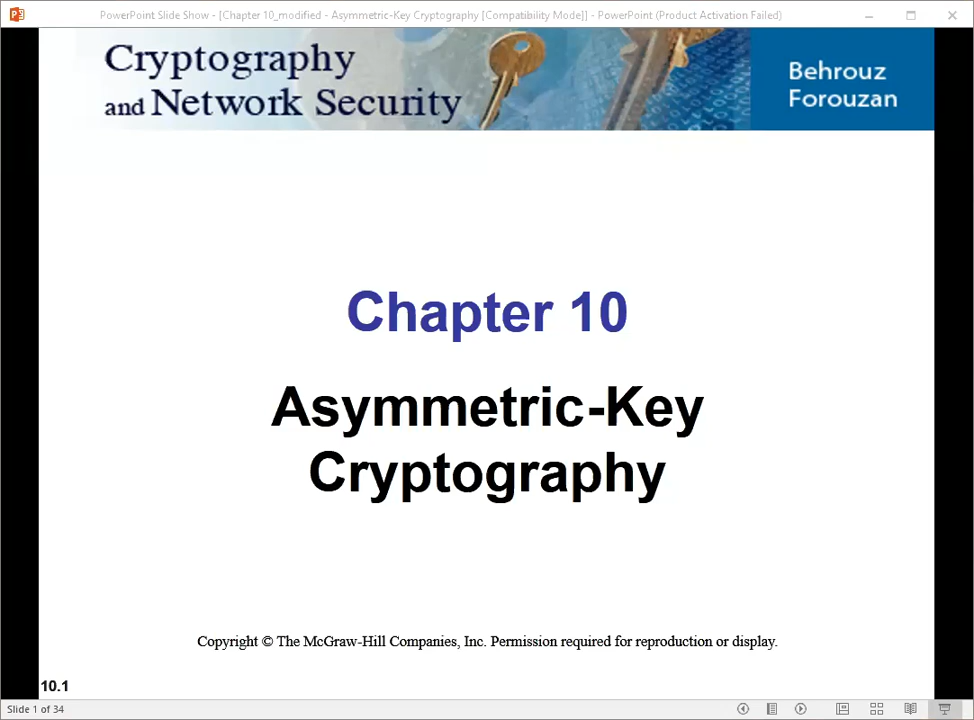 PowerPoint Slide Show - [Chapter 10_modified - Asymmetric-Key Cryptography [Compatibility Mode]] - PowerPoint (Product Activation Failed)
Cryptography
and Network Security
Behrouz
Forouzan
Chapter 10
Asymmetric-Key
Cryptography
Copyright © The McGraw-Hill Companies, Inc. Permission required for reproduction or display.
10.1
Slide 1 of 34